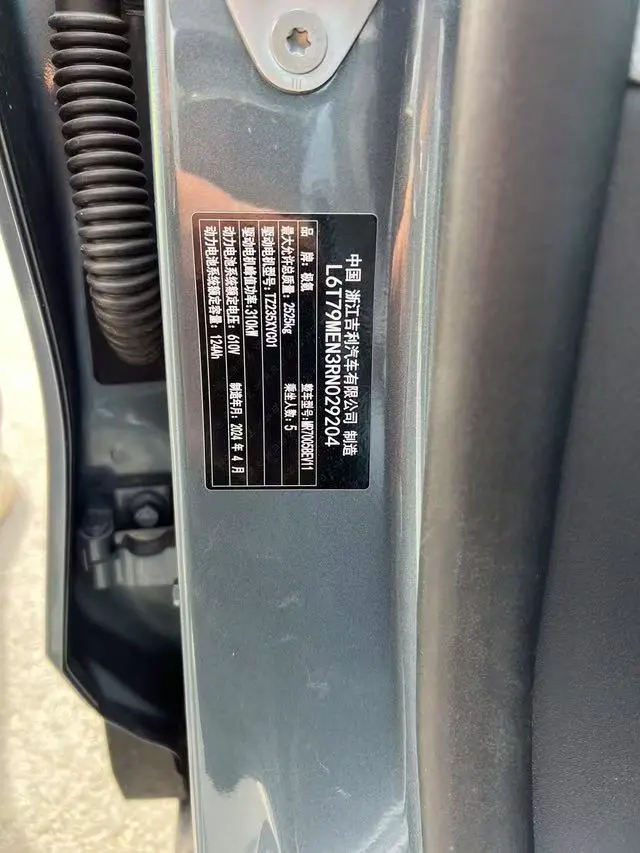 中国 浙江吉利汽车有限公司 制造
L6T79MEN3RN029204
品 牌：极氪 整车型号：MR7005BEV11
最大允许总质量：2525kg 乘坐人数：5
驱动电机型号：TZ235XY001
驱动电机峰值功率：310kW
动力电池系统额定电压：610V 制造年月：2024 年 4 月
动力电池系统额定容量：124Ah